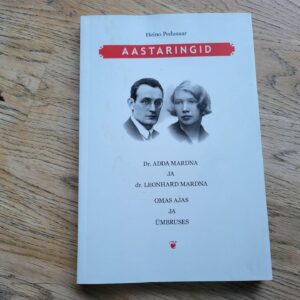 Heino Pedusaar
AASTARINGID
Dr. ADDA MARDNA
JA
dr. LEONHARD MARDNA
OMAS AJAS
JA
ÜMBRUSES